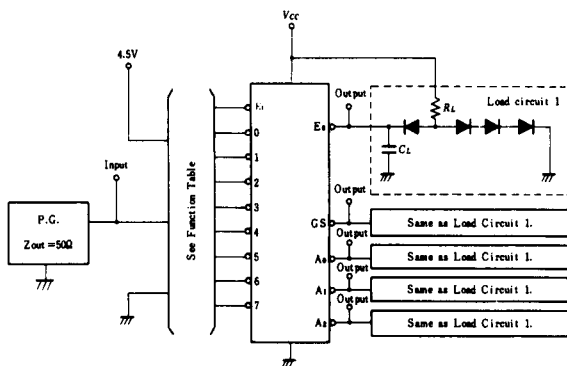 Vcc
4.5V
Output
Load circuit 1
RL
Ei
Eo
CL
0
Input
1
2
See Function Table
Output
3
P.G.
Zout = 50Ω
GS
Same as Load Circuit 1.
Output
4
A0
Same as Load Circuit 1.
Output
5
A1
Same as Load Circuit 1.
6
Output
7
A2
Same as Load Circuit 1.